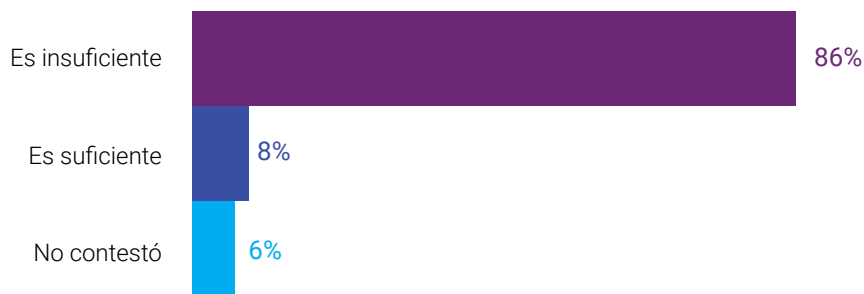 Es insuficiente 86%
Es suficiente 8%
No contestó 6%